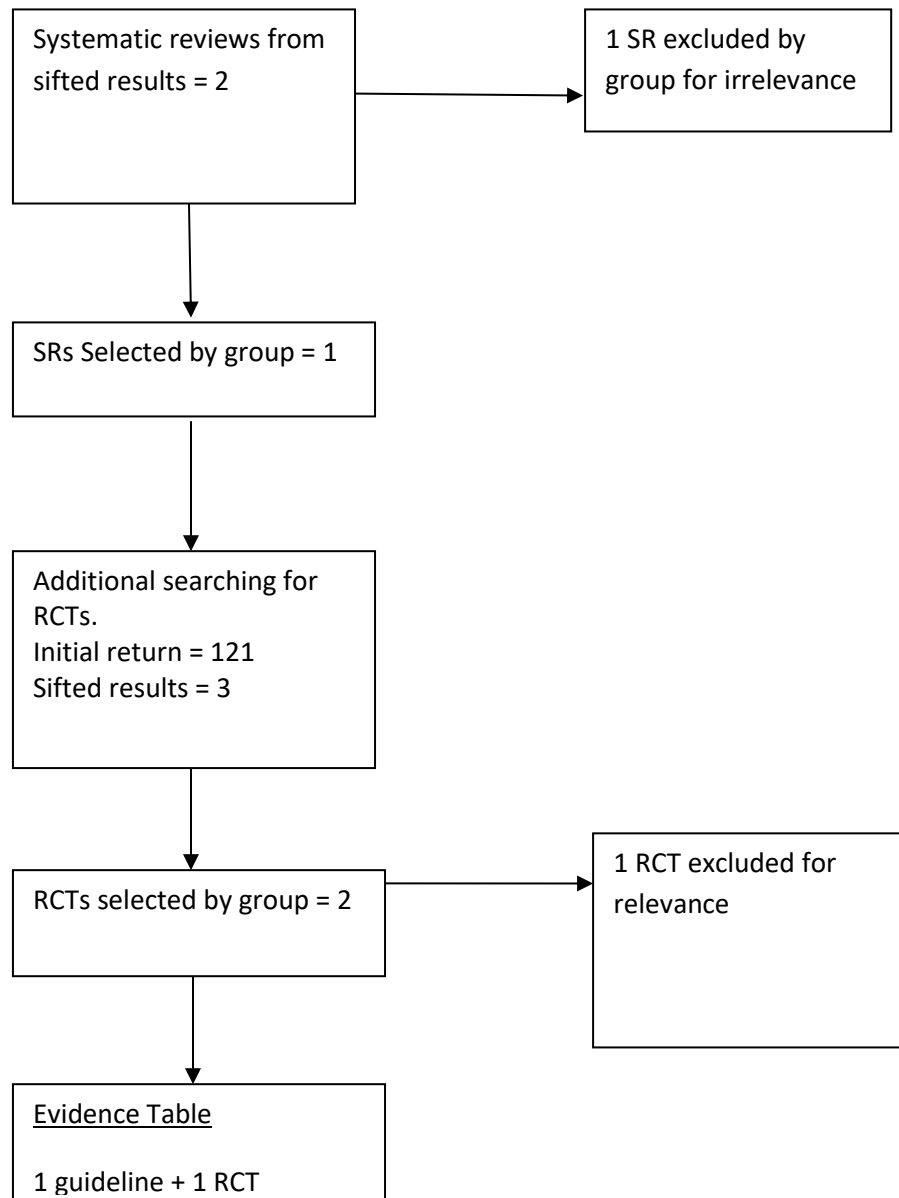 Systematic reviews from
sifted results = 2
1 SR excluded by
group for irrelevance
SRs Selected by group = 1
Additional searching for
RCTs.
Initial return = 121
Sifted results = 3
RCTs selected by group = 2
1 RCT excluded for
relevance
Evidence Table
1 guideline + 1 RCT